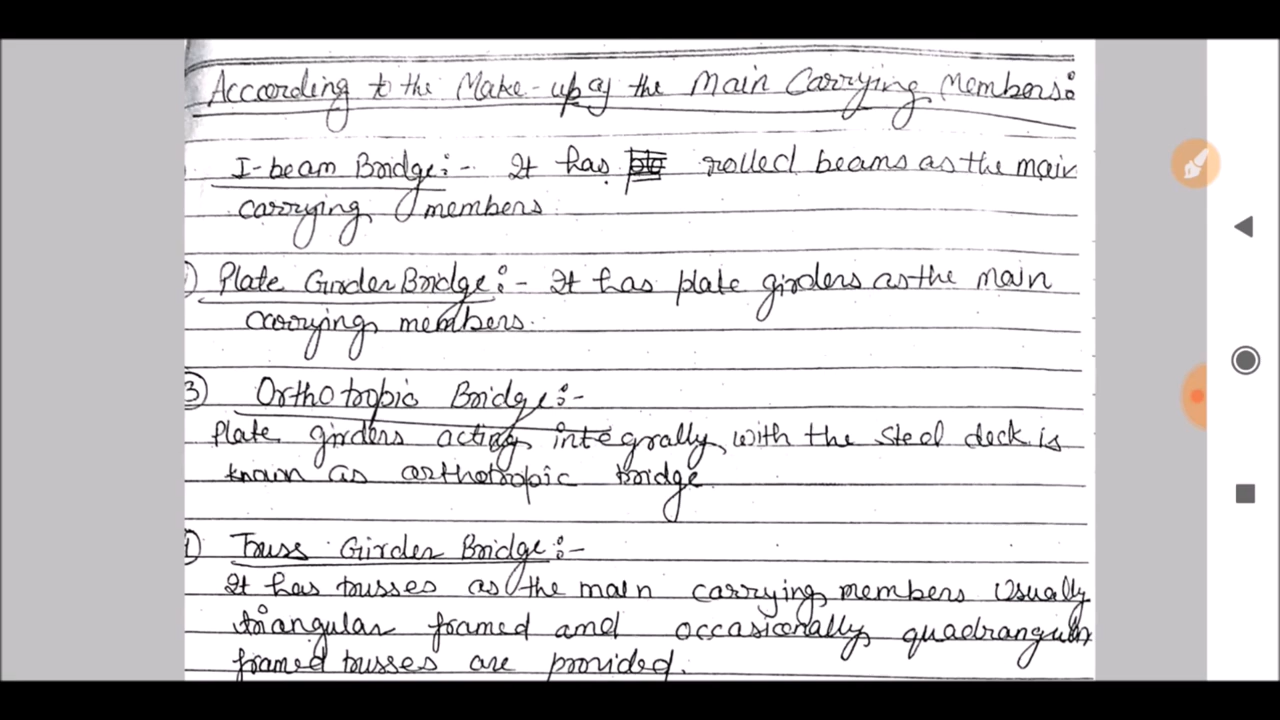 According to the Make-up of the Main Carrying Members:
I-beam Bridge:- It has rolled beams as the main
carrying members
) Plate Girder Bridge:- It has plate girders as the main
carrying members.
③ Orthotropic Bridge:-
Plate girders acting integrally with the steel deck is
known as orthotropic bridge
) Truss Girder Bridge:-
It has trusses as the main carrying members Usually
triangular framed and occasionally quadrangular
framed trusses are provided.